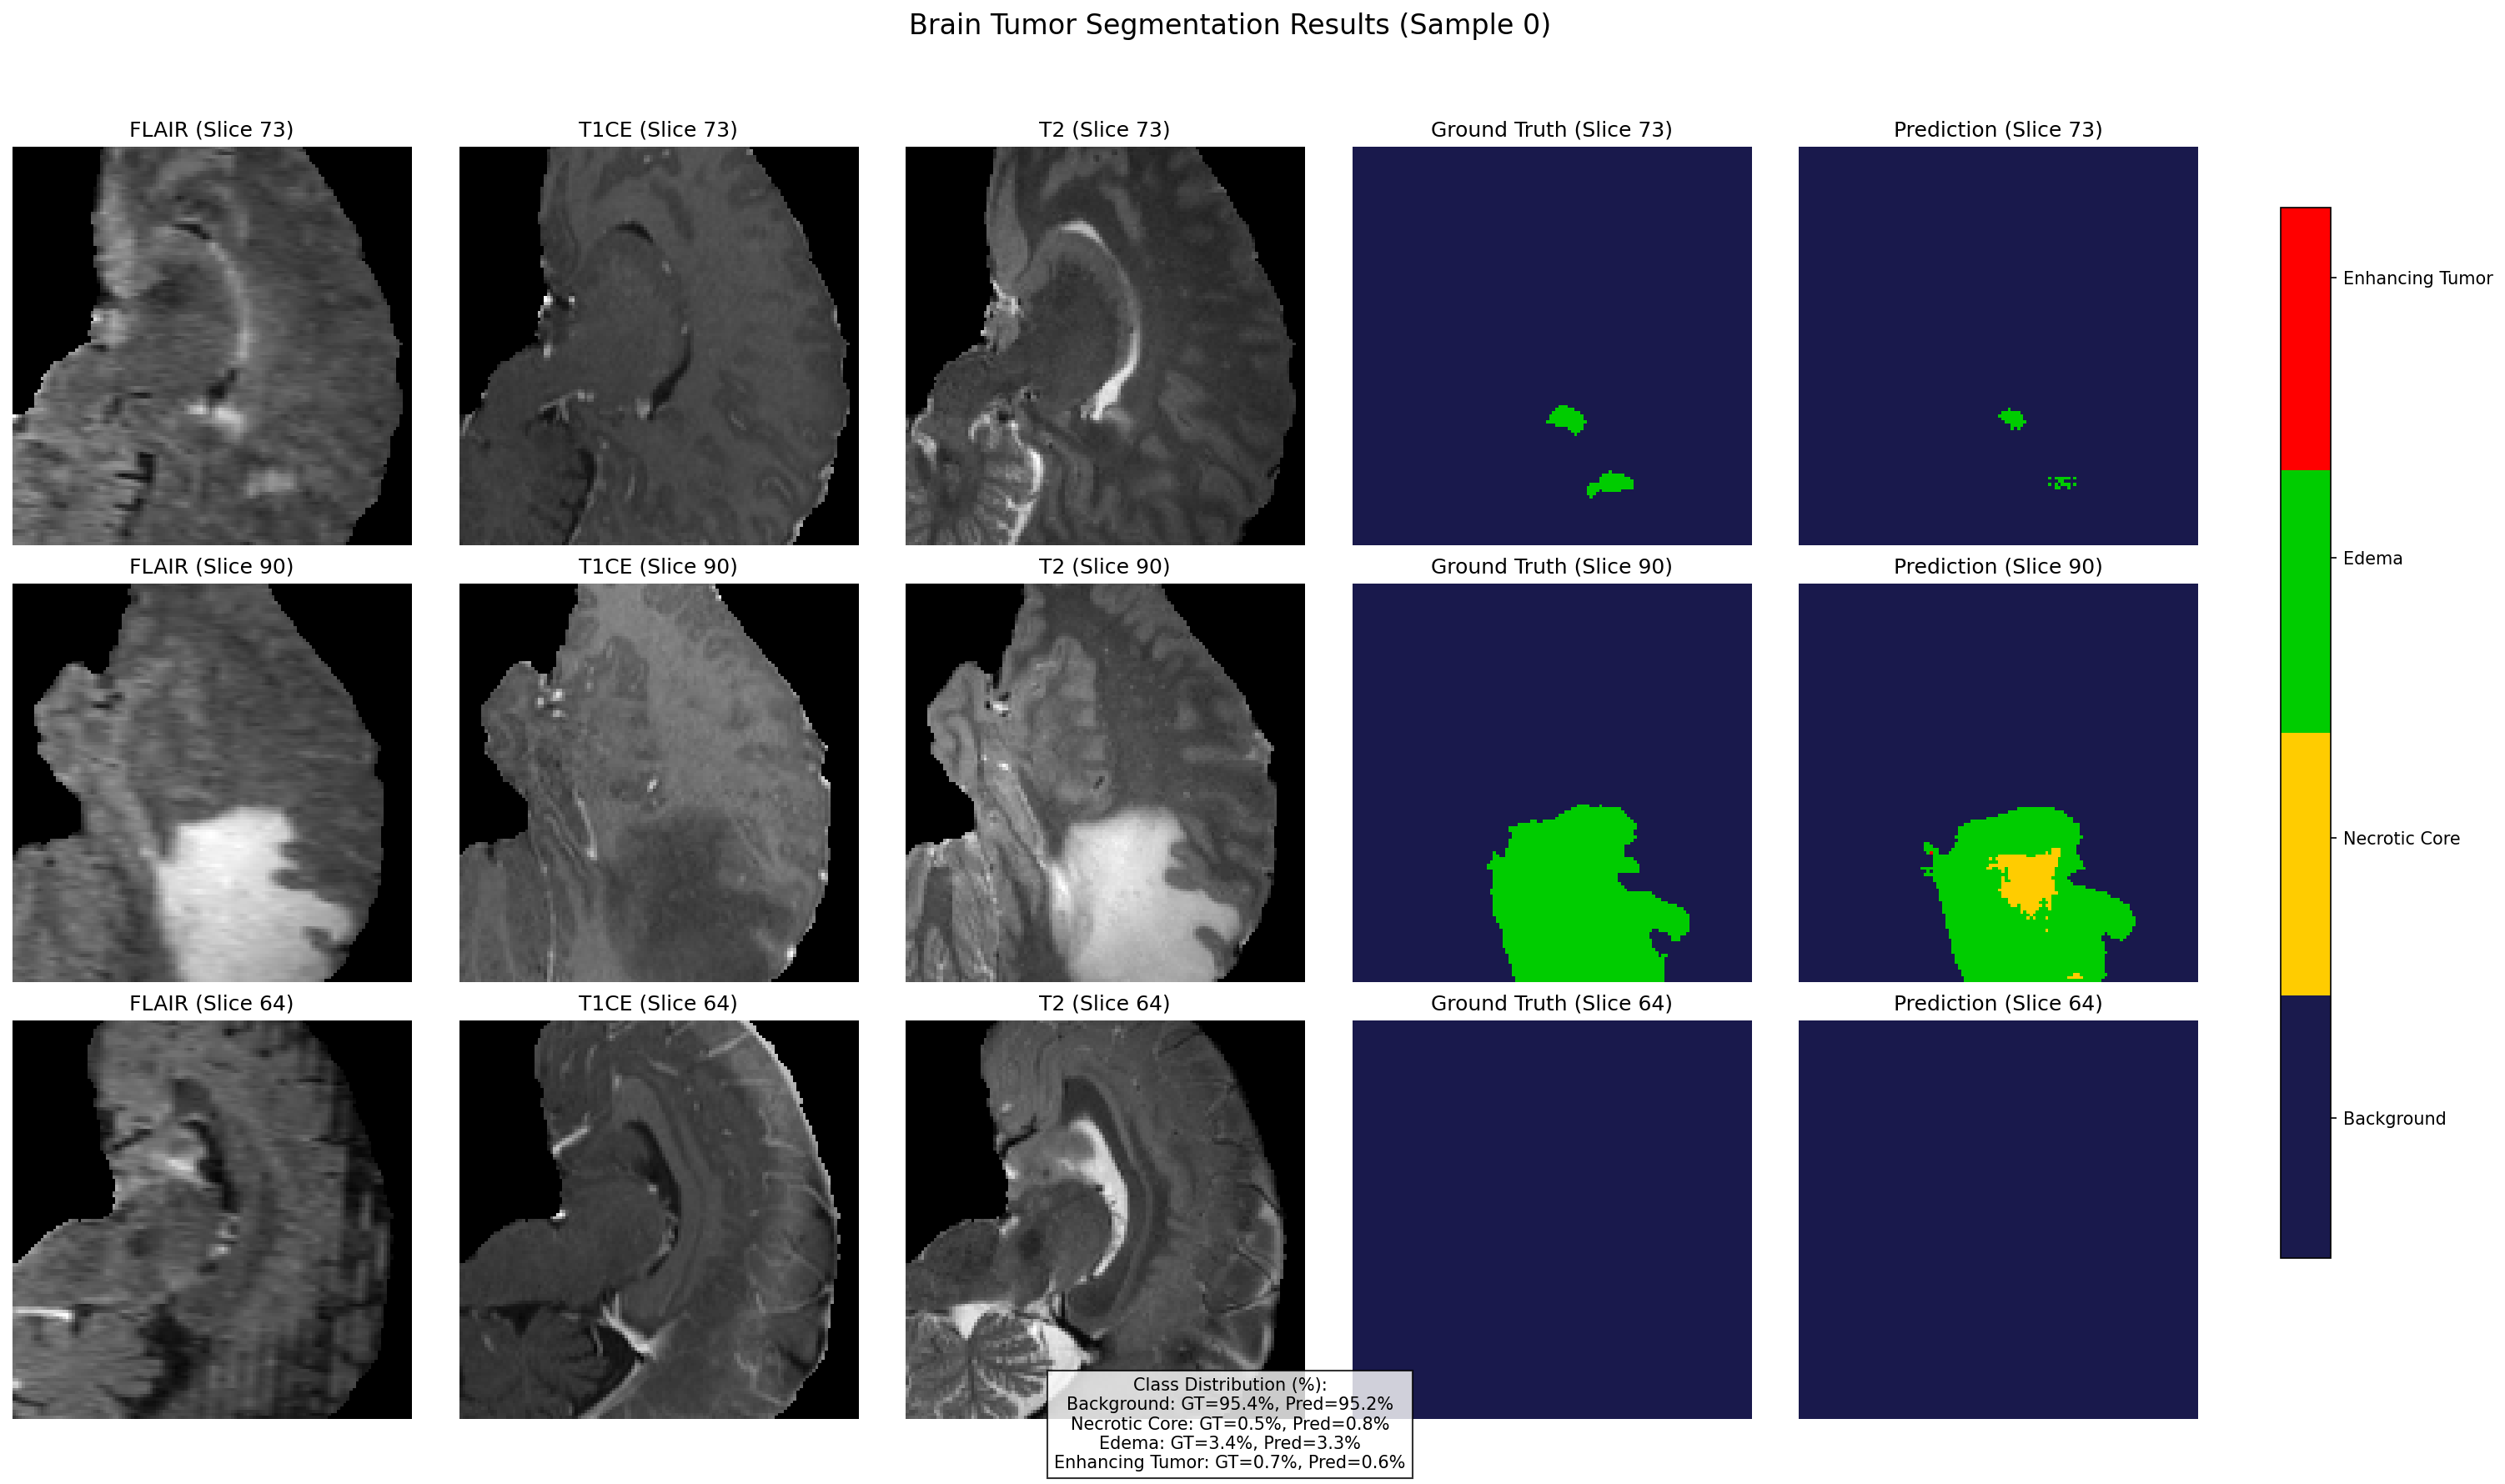 Brain Tumor Segmentation Results (Sample 0)
FLAIR (Slice 73)
T1CE (Slice 73)
T2 (Slice 73)
Ground Truth (Slice 73)
Prediction (Slice 73)
FLAIR (Slice 90)
T1CE (Slice 90)
T2 (Slice 90)
Ground Truth (Slice 90)
Prediction (Slice 90)
FLAIR (Slice 64)
T1CE (Slice 64)
T2 (Slice 64)
Ground Truth (Slice 64)
Prediction (Slice 64)
Enhancing Tumor
Edema
Necrotic Core
Background
Class Distribution (%):
Background: GT=95.4%, Pred=95.2%
Necrotic Core: GT=0.5%, Pred=0.8%
Edema: GT=3.4%, Pred=3.3%
Enhancing Tumor: GT=0.7%, Pred=0.6%